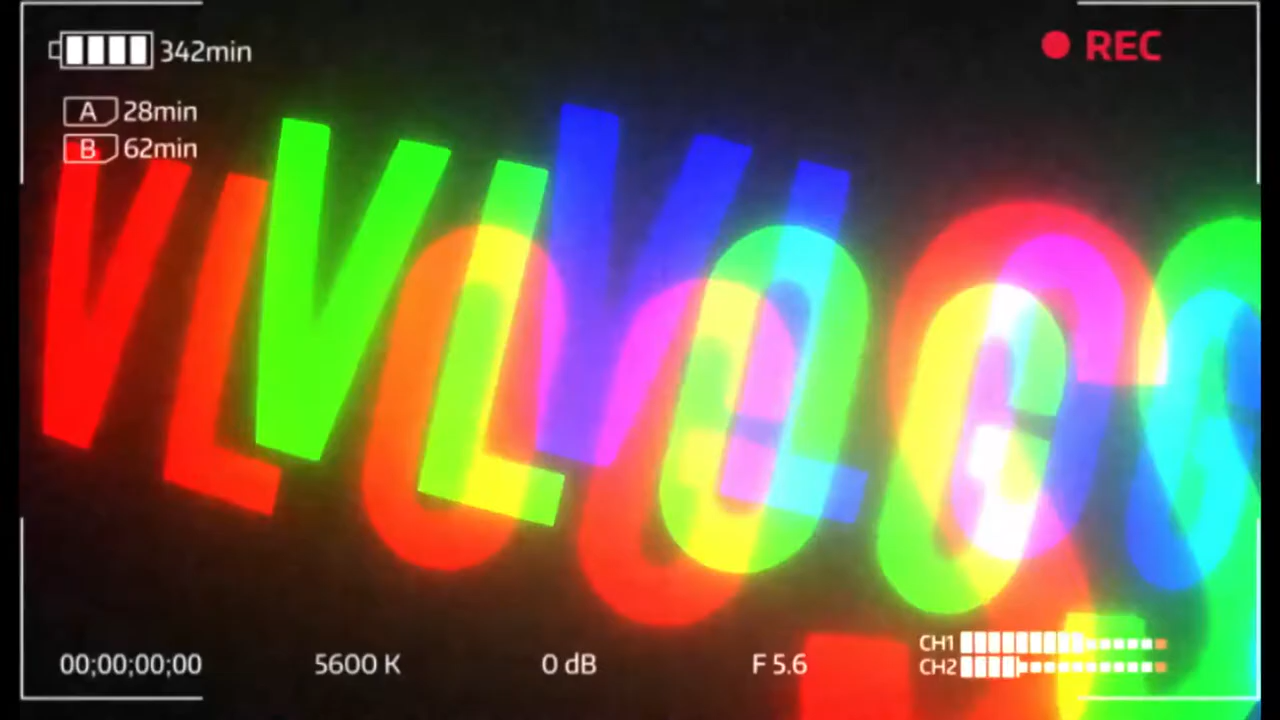 342min
REC
A 28min
B 62min
VLOGS
00;00;00;00
5600 K
0 dB
F 5.6
CH1
CH2